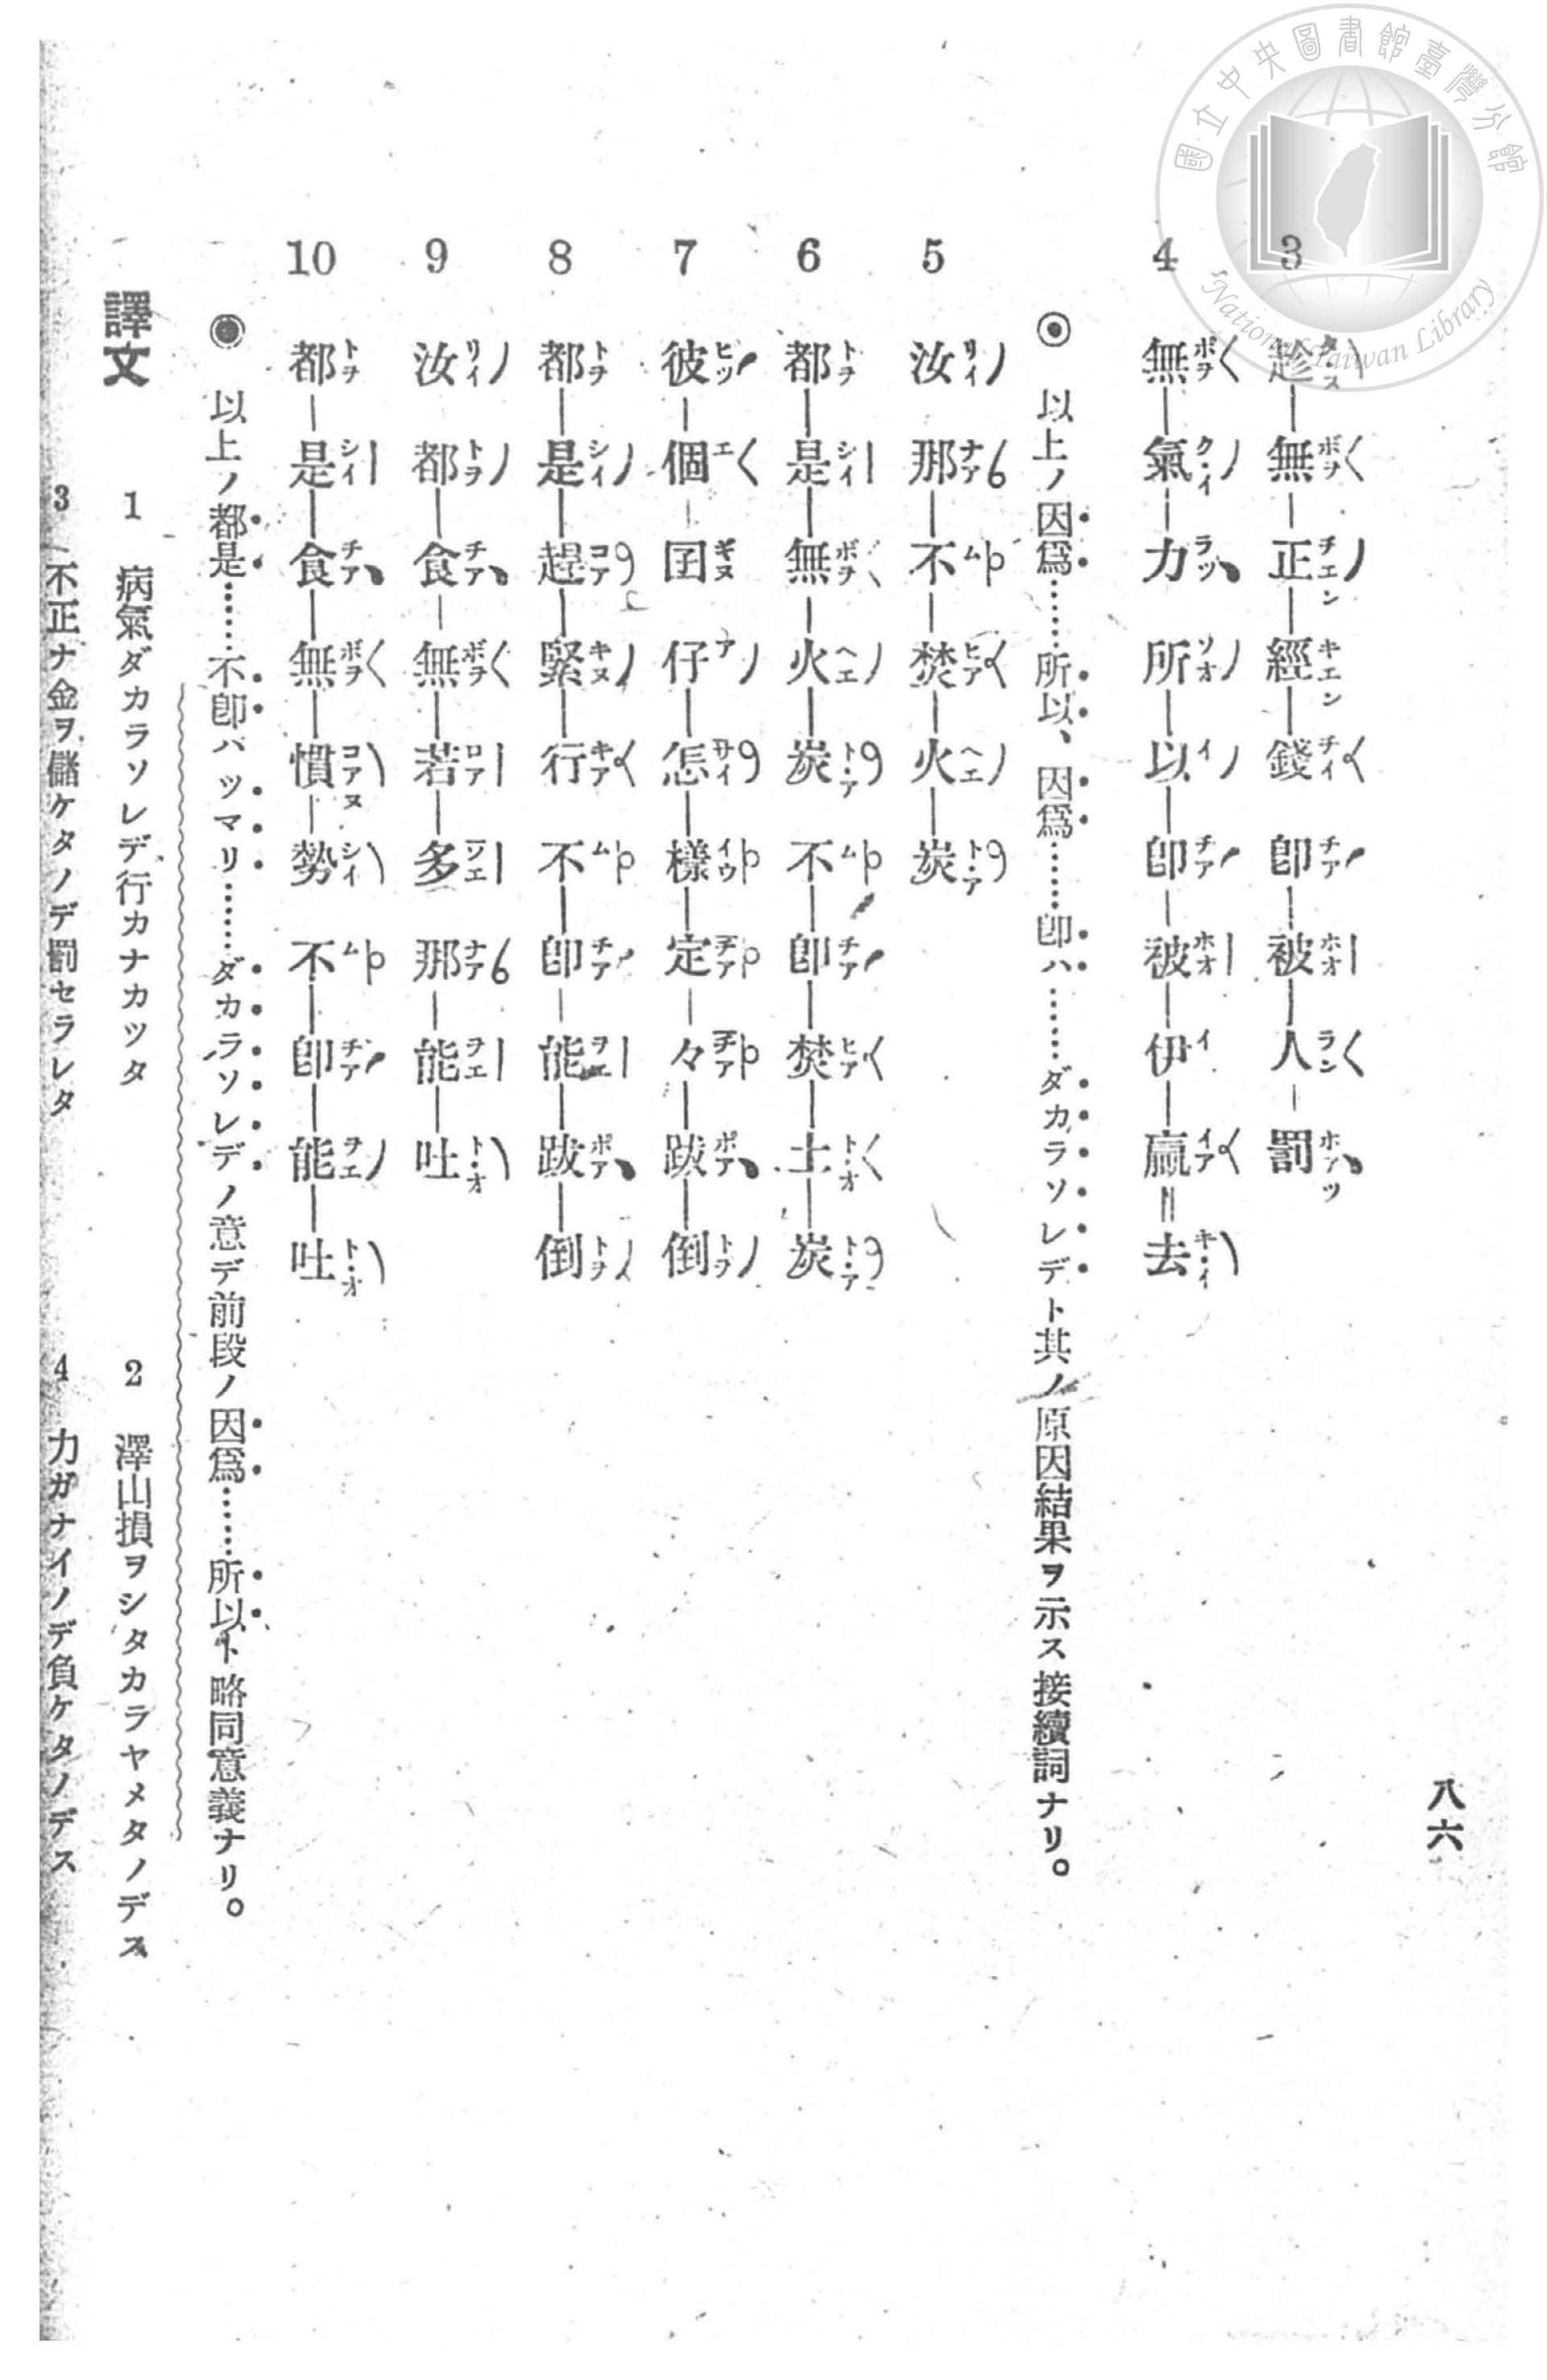 八六
3 趁—無—正—經—錢 卽—被—人—罰
4 無—氣—力 所—以—卽—被—伊—贏=去
◉ 以上ノ因爲……所以、因爲……卽ハ……ダカラソレデト其ノ原因結果ヲ示ス接續詞ナリ。
5 汝 那—不—焚—火—炭
6 都—是—無—火—炭 不—卽—焚—土—炭
7 彼—個—囝—仔—怎—樣—定—々—跋—倒
8 都—是—趕—緊—行 不—卽—能—跋—倒
9 汝 都—食—無—若—多 那—能—吐
10 都—是—食—無—慣—勢 不—卽—能—吐
◉ 以上ノ都是……不卽ハツマリ……ダカラソレデノ意デ前段ノ因爲……所以ト略同意義ナリ。
譯文 1 病氣ダカラソレデ行カナカツタ 2 澤山損ヲシタカラヤメタノデス
3 不正ナ金ヲ儲ケタノデ罰セラレタ 4 力ガナイノデ負ケタノデス
國立中央圖書館臺灣分館
National Taiwan Library